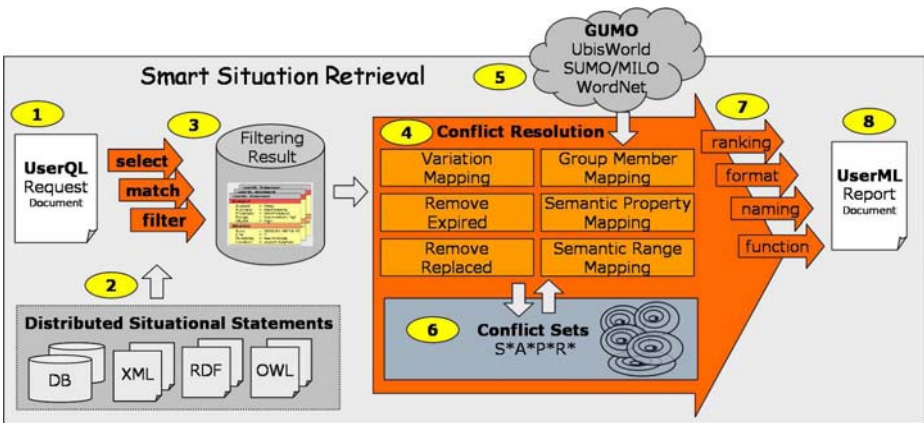 GUMO
UbisWorld
SUMO/MILO
WordNet
Smart Situation Retrieval
5
1
UserQL
Request
Document
select
match
filter
3
Filtering
Result
4
Conflict Resolution
Variation
Mapping
Group Member
Mapping
Remove
Expired
Semantic Property
Mapping
Remove
Replaced
Semantic Range
Mapping
7
ranking
format
naming
function
8
UserML
Report
Document
2
Distributed Situational Statements
DB
XML
RDF
OWL
6
Conflict Sets
S*A*P*R*